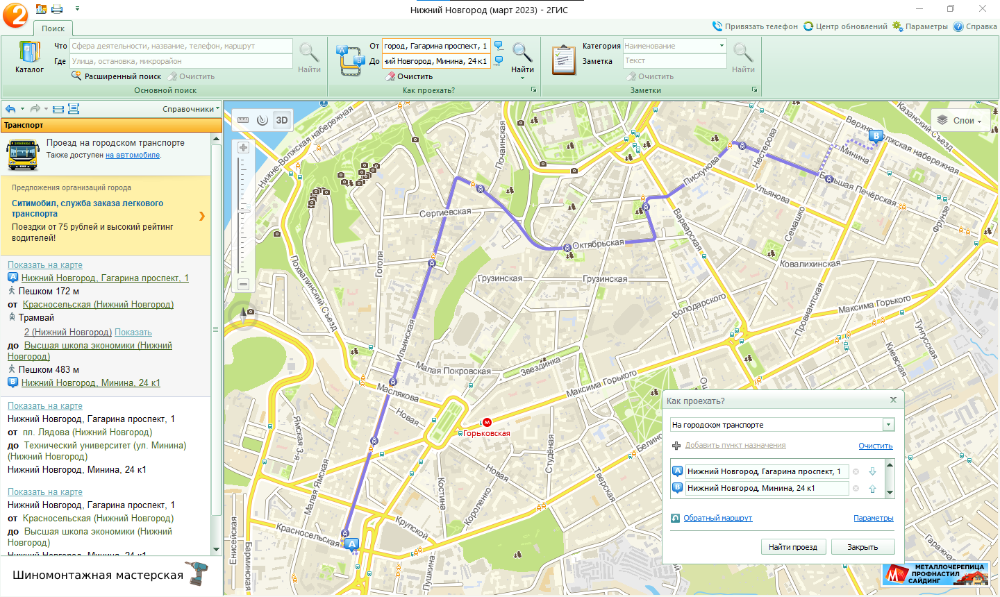 Нижний Новгород (март 2023) - 2ГИС
Поиск
Привязать телефон
Центр обновлений
Параметры
Справка
Каталог
Что
Сфера деятельности, название, телефон, маршрут
Где
Улица, остановка, микрорайон
Расширенный поиск
Очистить
Найти
Основной поиск
От
город, Гагарина проспект, 1
До
ий Новгород, Минина, 24 к1
Очистить
Найти
Как проехать?
Категория
Наименование
Заметка
Текст
Очистить
Найти
Заметки
Справочники
Транспорт
Проезд на городском транспорте
Также доступен на автомобиле.
Предложения организаций города
Ситимобил, служба заказа легкового
транспорта
Поездки от 75 рублей и высокий рейтинг
водителей!
Показать на карте
A Нижний Новгород, Гагарина проспект, 1
Пешком 172 м
от Красносельская (Нижний Новгород)
Трамвай
2 (Нижний Новгород) Показать
до Высшая школа экономики (Нижний
Новгород)
Пешком 483 м
B Нижний Новгород, Минина, 24 к1
Показать на карте
Нижний Новгород, Гагарина проспект, 1
от пл. Лядова (Нижний Новгород)
до Технический университет (ул. Минина)
(Нижний Новгород)
Нижний Новгород, Минина, 24 к1
Показать на карте
Нижний Новгород, Гагарина проспект, 1
от Красносельская (Нижний Новгород)
до Высшая школа экономики (Нижний
Новгород)
Нижний Новгород, Минина, 24 к1
Шиномонтажная мастерская
3D
Слои
Нижне-Волжская набережная
Почаинская
Казанский Съезд
Верхне-Волжская набережная
Минина
B
Нестерова
Пискунова
Большая Печёрская
Ульянова
Сергиевская
Варварская
Семашко
Фрунзе
Октябрьская
Гоголя
Похвалинский Съезд
Ковалихинская
Грузинская
Грузинская
Володарского
Максима Горького
Провиантская
Тунгусская
Ильинская
Киевская
Малая Покровская
Звездинка
Максима Горького
Маслякова
Новая
Ош
М
Горьковская
Ямская 3-я
Студёная
Белинс
Новая
Малая Ямская
Костина
Короленко
Тверская
Крупской
Красносельская
A
Енисейская
Барминская
Пушкина
Гаражная
Как проехать?
На городском транспорте
Добавить пункт назначения
Очистить
A Нижний Новгород, Гагарина проспект, 1
B Нижний Новгород, Минина, 24 к1
Обратный маршрут
Параметры
Найти проезд
Закрыть
МЕТАЛЛОЧЕРЕПИЦА
ПРОФНАСТИЛ
САЙДИНГ